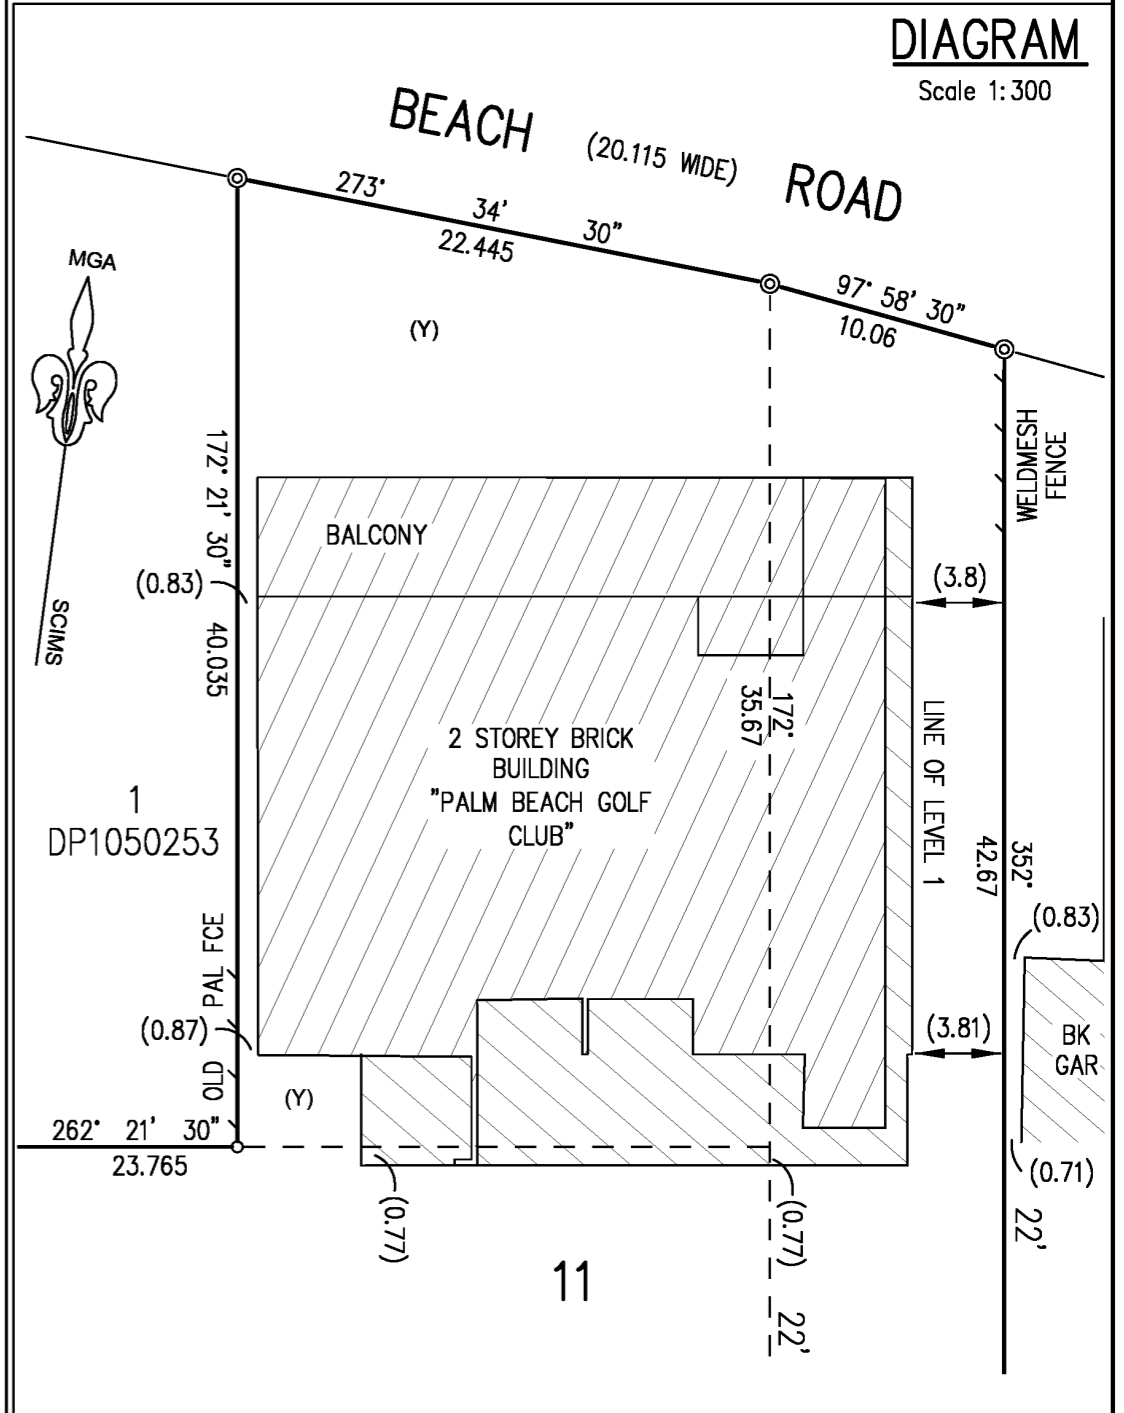 DIAGRAM
Scale 1:300
BEACH (20.115 WIDE) ROAD
273° 34' 30"
22.445
97° 58' 30"
10.06
MGA
SCIMS
(Y)
172° 21' 30"
40.035
WELDMESH
FENCE
BALCONY
(0.83)
(3.8)
172°
35.67
22'
2 STOREY BRICK
BUILDING
"PALM BEACH GOLF
CLUB"
LINE OF LEVEL 1
1
DP1050253
352°
42.67
22'
(0.83)
OLD PAL FCE
(0.87)
(3.81)
BK
GAR
(Y)
262° 21' 30"
23.765
(0.77)
(0.77)
(0.71)
11